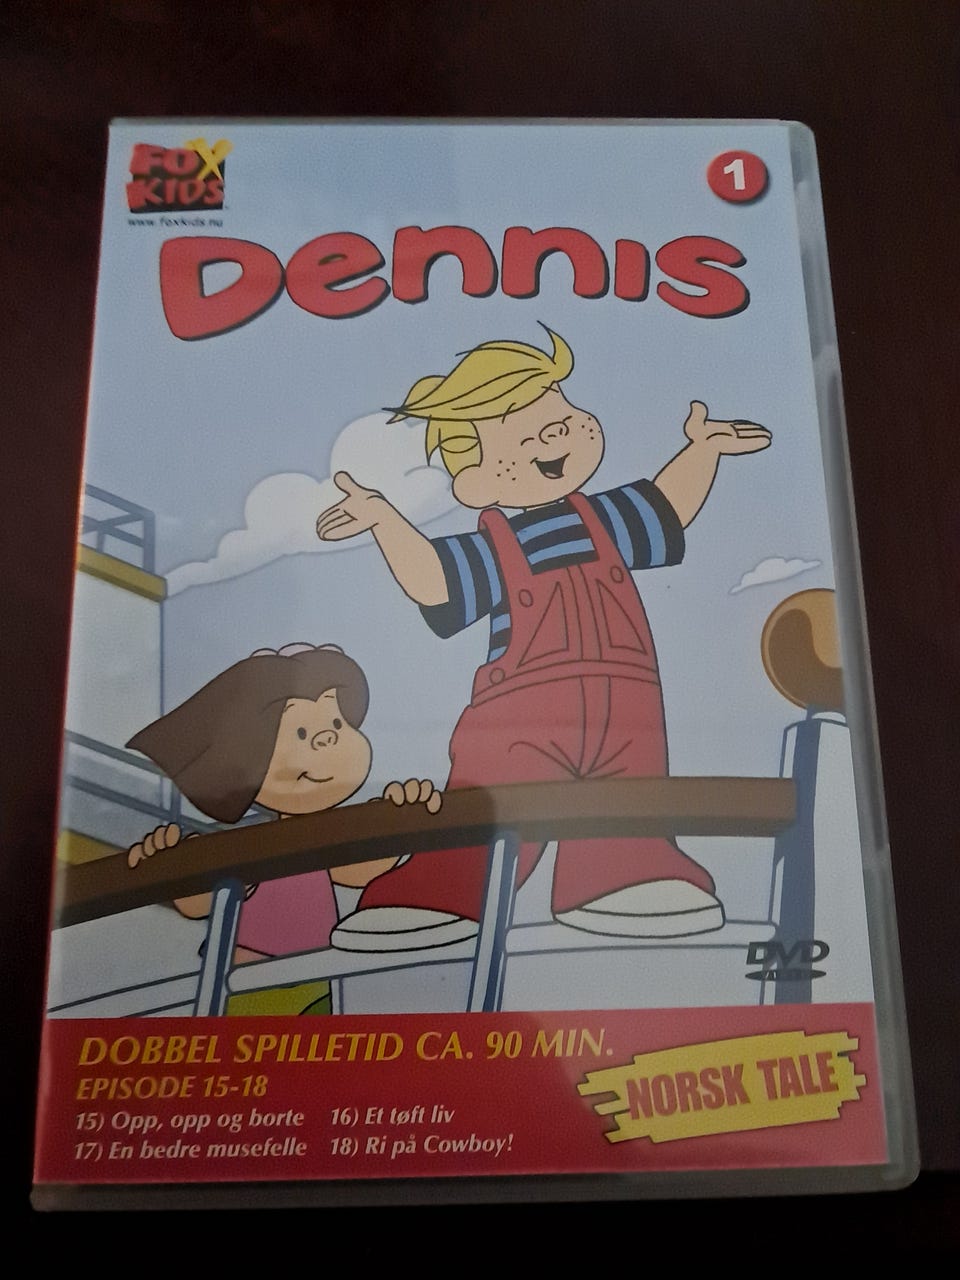 FOX
KIDS
www.foxkids.nu
1
Dennis
DVD
DOBBEL SPILLETID CA. 90 MIN.
EPISODE 15-18
15) Opp, opp og borte 16) Et tøft liv
17) En bedre musefelle 18) Ri på Cowboy!
NORSK TALE